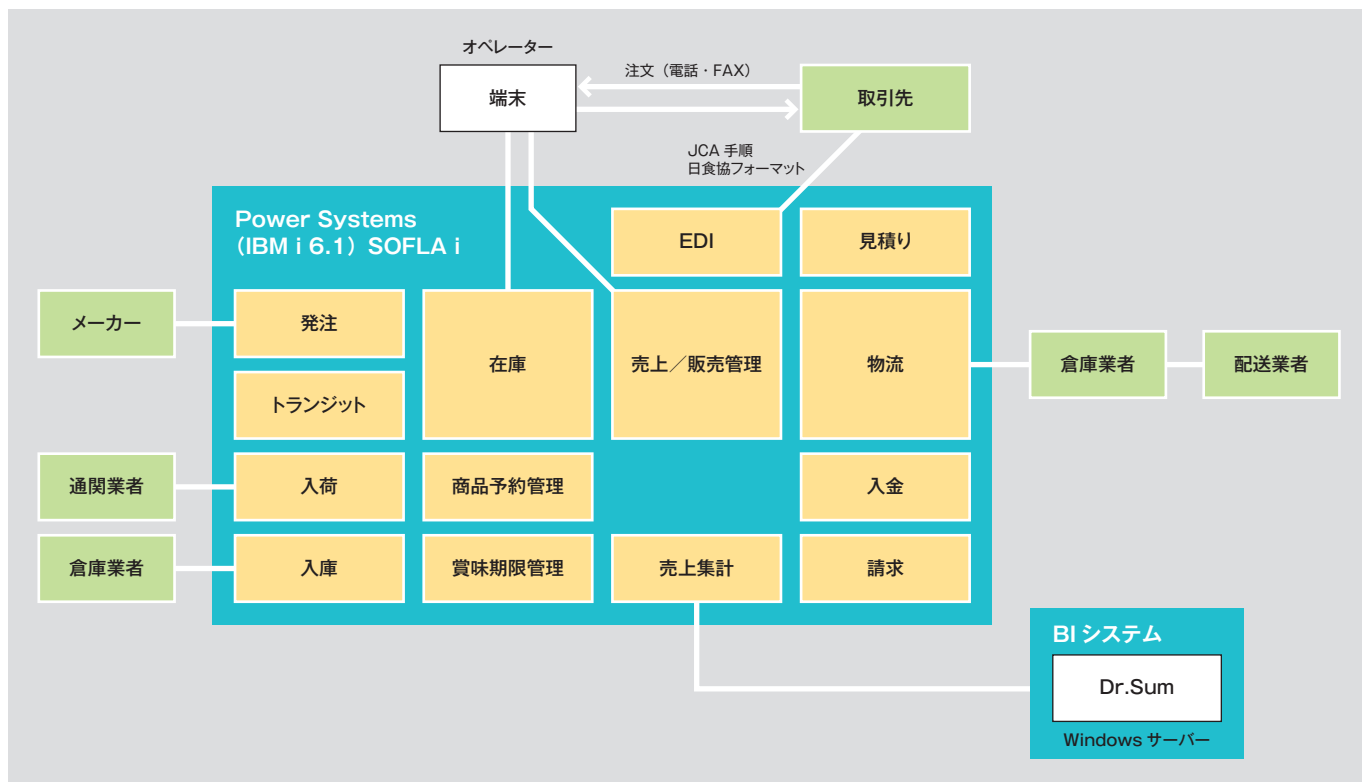 オペレーター
端末
注文（電話・FAX）
取引先
JCA 手順
日食協フォーマット
Power Systems
（IBM i 6.1）SOFLA i
EDI
見積り
メーカー
発注
在庫
売上／販売管理
物流
倉庫業者
配送業者
トランジット
通関業者
入荷
商品予約管理
入金
倉庫業者
入庫
賞味期限管理
売上集計
請求
BI システム
Dr.Sum
Windows サーバー